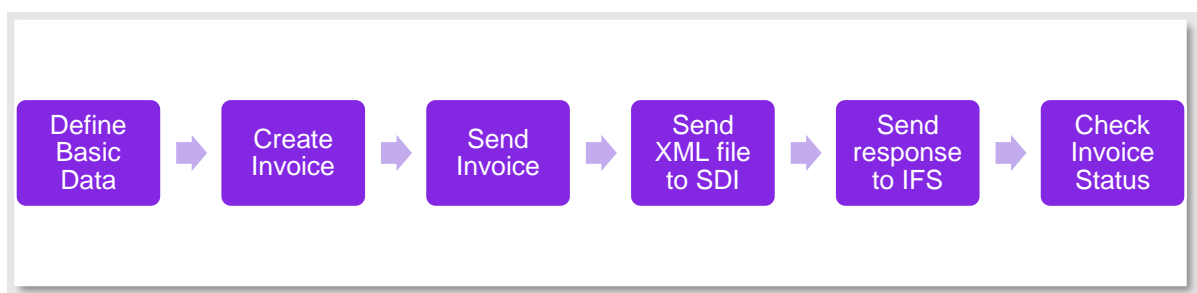 Define
Basic
Data
Create
Invoice
Send
Invoice
Send
XML file
to SDI
Send
response
to IFS
Check
Invoice
Status